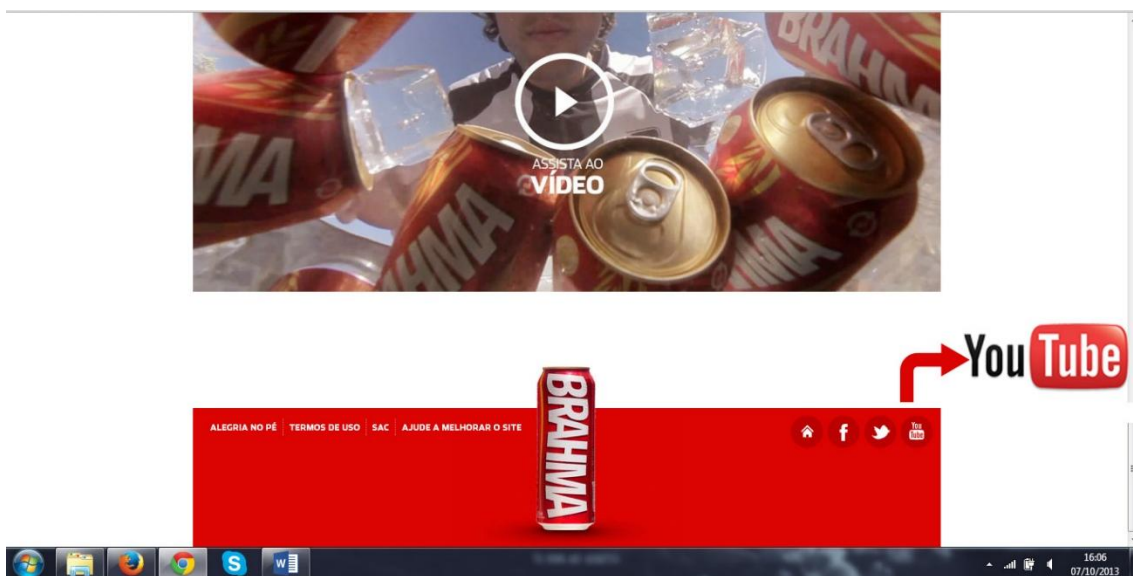 BRAHMA
ASSISTA AO
VÍDEO
BRAHMA
You Tube
BRAHMA
ALEGRIA NO PÉ TERMOS DE USO SAC AJUDE A MELHORAR O SITE
f
You
Tube
S
W
16:06
07/10/2013